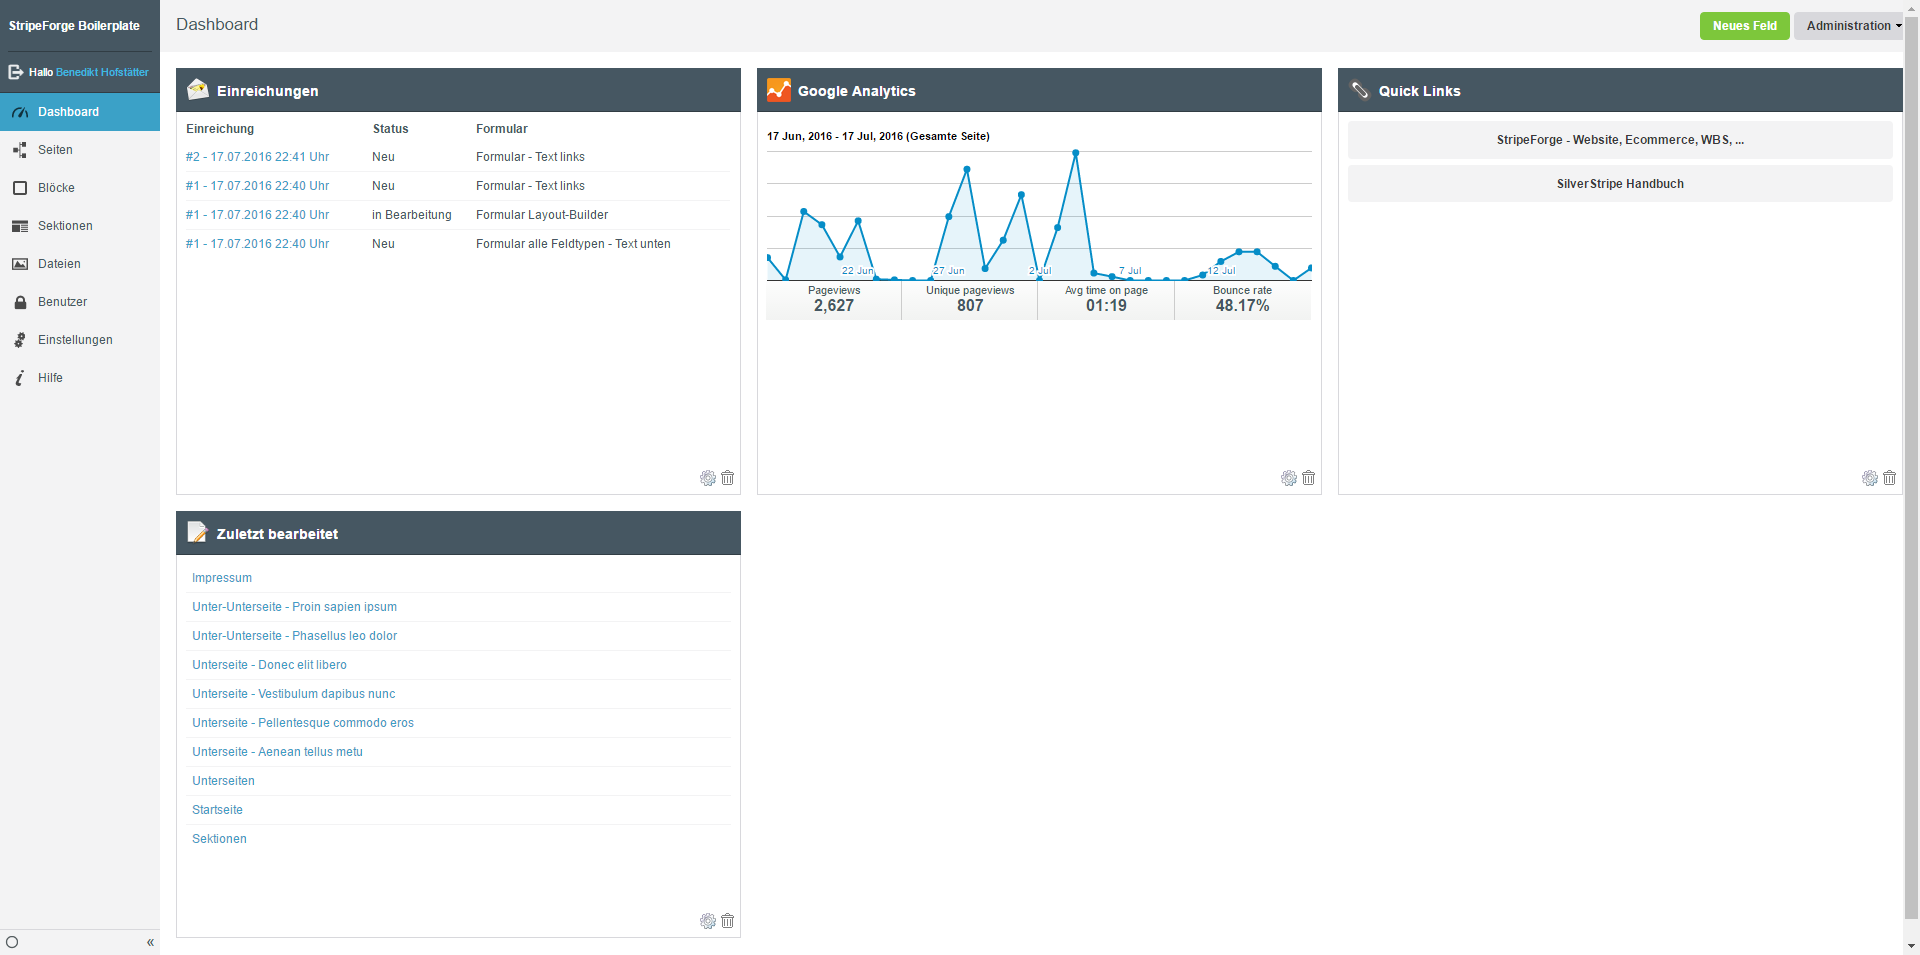 StripeForge Boilerplate
Hallo Benedikt Hofstätter
Dashboard
Seiten
Blöcke
Sektionen
Dateien
Benutzer
Einstellungen
Hilfe
«
Dashboard
Neues Feld
Administration
Einreichungen
Einreichung Status Formular
#2 - 17.07.2016 22:41 Uhr Neu Formular - Text links
#1 - 17.07.2016 22:40 Uhr Neu Formular - Text links
#1 - 17.07.2016 22:40 Uhr in Bearbeitung Formular Layout-Builder
#1 - 17.07.2016 22:40 Uhr Neu Formular alle Feldtypen - Text unten
Google Analytics
17 Jun, 2016 - 17 Jul, 2016 (Gesamte Seite)
22 Jun 27 Jun 2 Jul 7 Jul 12 Jul
Pageviews Unique pageviews Avg time on page Bounce rate
2,627 807 01:19 48.17%
Quick Links
StripeForge - Website, Ecommerce, WBS, ...
SilverStripe Handbuch
Zuletzt bearbeitet
Impressum
Unter-Unterseite - Proin sapien ipsum
Unter-Unterseite - Phasellus leo dolor
Unterseite - Donec elit libero
Unterseite - Vestibulum dapibus nunc
Unterseite - Pellentesque commodo eros
Unterseite - Aenean tellus metu
Unterseiten
Startseite
Sektionen